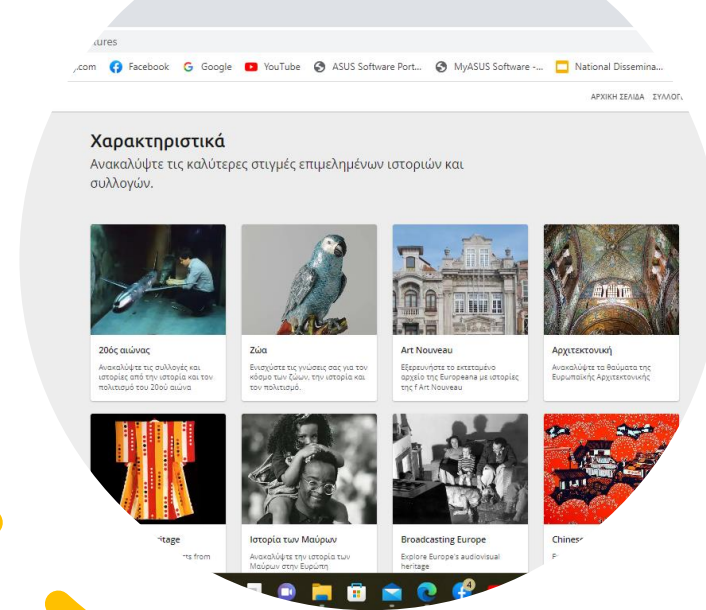 tures
.com Facebook Google YouTube ASUS Software Port... MyASUS Software -... National Dissemina...
ΑΡΧΙΚΗ ΣΕΛΙΔΑ
Χαρακτηριστικά
Ανακαλύψτε τις καλύτερες στιγμές επιμελημένων ιστοριών και
συλλογών.
20ός αιώνας
Ανακαλύψτε τις συλλογές και
ιστορίες από την ιστορία και τον
πολιτισμό του 20ού αιώνα
Ζώα
Ενισχύστε τις γνώσεις σας για τον
κόσμο των ζώων, την ιστορία και
τον πολιτισμό.
Art Nouveau
Εξερευνήστε το εκτεταμένο
αρχείο της Europeana με ιστορίες
της f Art Nouveau
Αρχιτεκτονική
Ανακαλύψτε τα θαύματα της
Ευρωπαϊκής Αρχιτεκτονικής
ritage
from
Ιστορία των Μαύρων
Ανακαλύψτε την ιστορία των
Μαύρων στην Ευρώπη
Broadcasting Europe
Explore Europe's audiovisual
heritage
Chinese
4